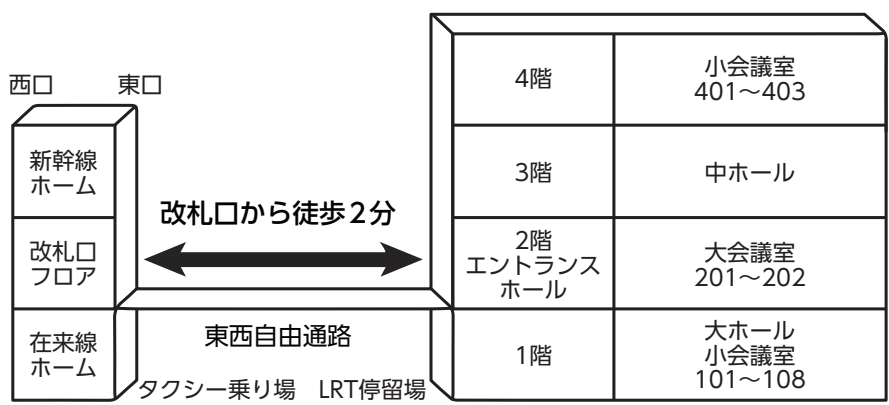 西口
東口
新幹線
ホーム
改札口
フロア
在来線
ホーム
改札口から徒歩2分
東西自由通路
タクシー乗り場 LRT停留場
4階
小会議室
401〜403
3階
中ホール
2階
エントランス
ホール
大会議室
201〜202
1階
大ホール
小会議室
101〜108